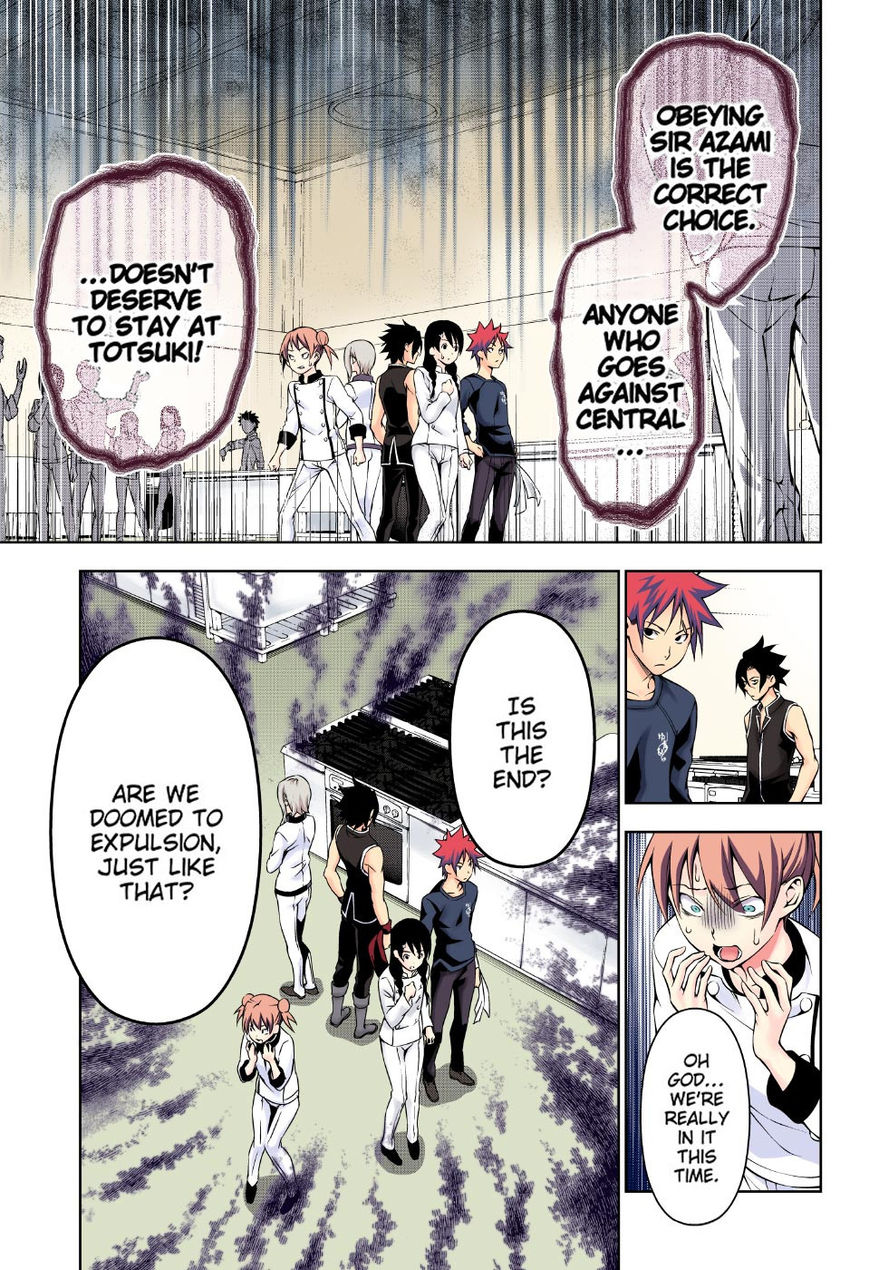 OBEYING
SIR AZAMI
IS THE
CORRECT
CHOICE.
ANYONE
WHO
GOES
AGAINST
CENTRAL
...
...DOESN'T
DESERVE
TO STAY AT
TOTSUKI!
OH
GOD...
WE'RE
REALLY
IN IT
THIS
TIME.
IS
THIS
THE
END?
ARE WE
DOOMED TO
EXPULSION,
JUST LIKE
THAT?